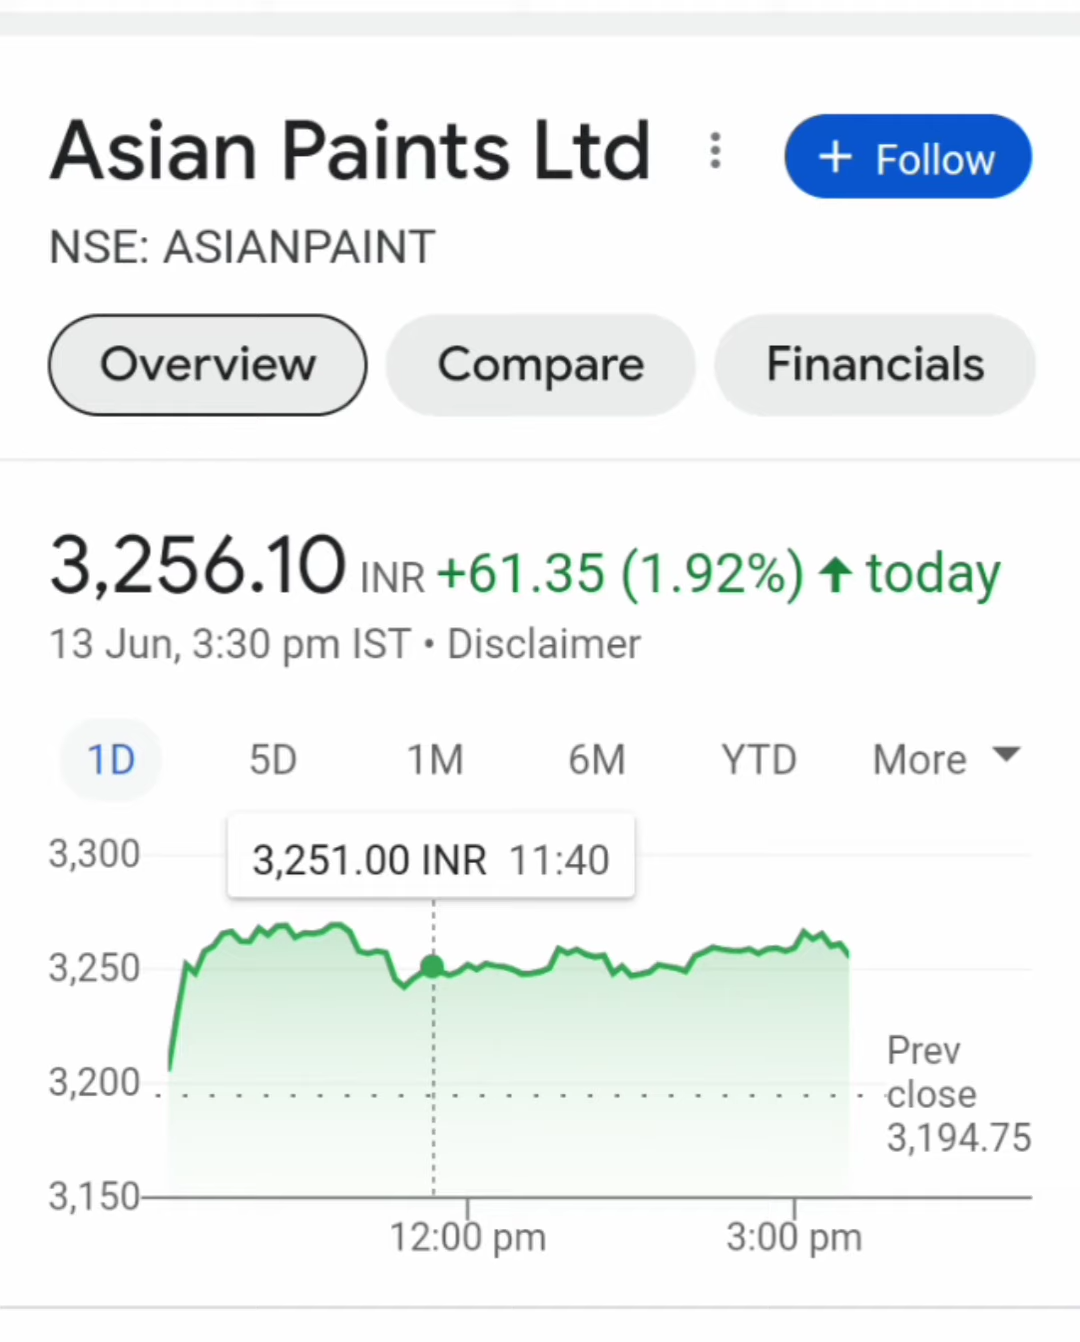 Asian Paints Ltd
+ Follow
NSE: ASIANPAINT
Overview
Compare
Financials
3,256.10 INR +61.35 (1.92%) ↑ today
13 Jun, 3:30 pm IST • Disclaimer
1D 5D 1M 6M YTD More
3,251.00 INR 11:40
3,300
3,250
3,200
3,150
Prev
close
3,194.75
12:00 pm
3:00 pm